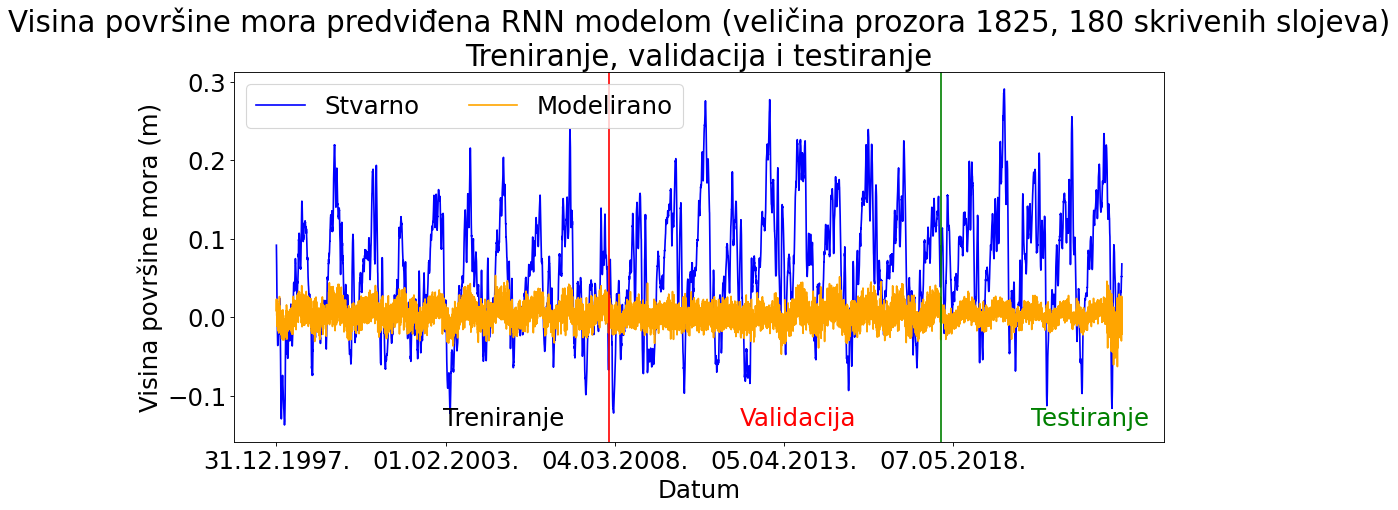 Visina površine mora predviđena RNN modelom (veličina prozora 1825, 180 skrivenih slojeva)
Treniranje, validacija i testiranje
Stvarno
Modelirano
Visina površine mora (m)
0.3
0.2
0.1
0.0
−0.1
Treniranje
Validacija
Testiranje
31.12.1997.
01.02.2003.
04.03.2008.
05.04.2013.
07.05.2018.
Datum